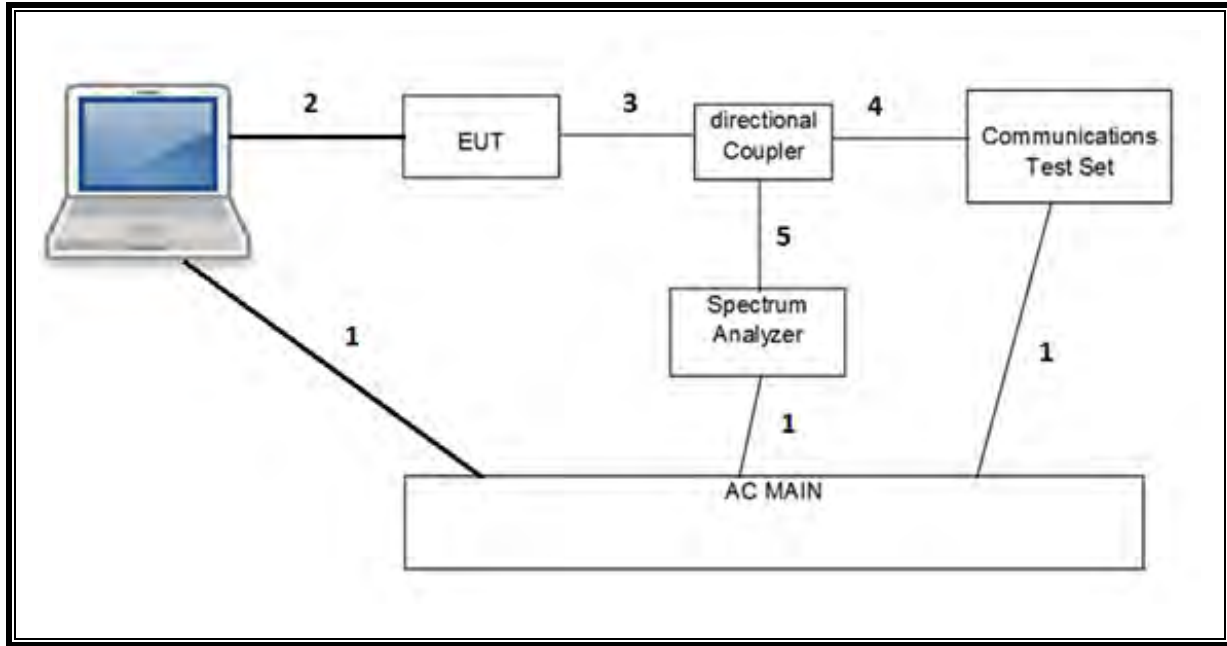 2
EUT
3
directional
Coupler
4
Communications
Test Set
5
Spectrum
Analyzer
1
1
1
AC MAIN